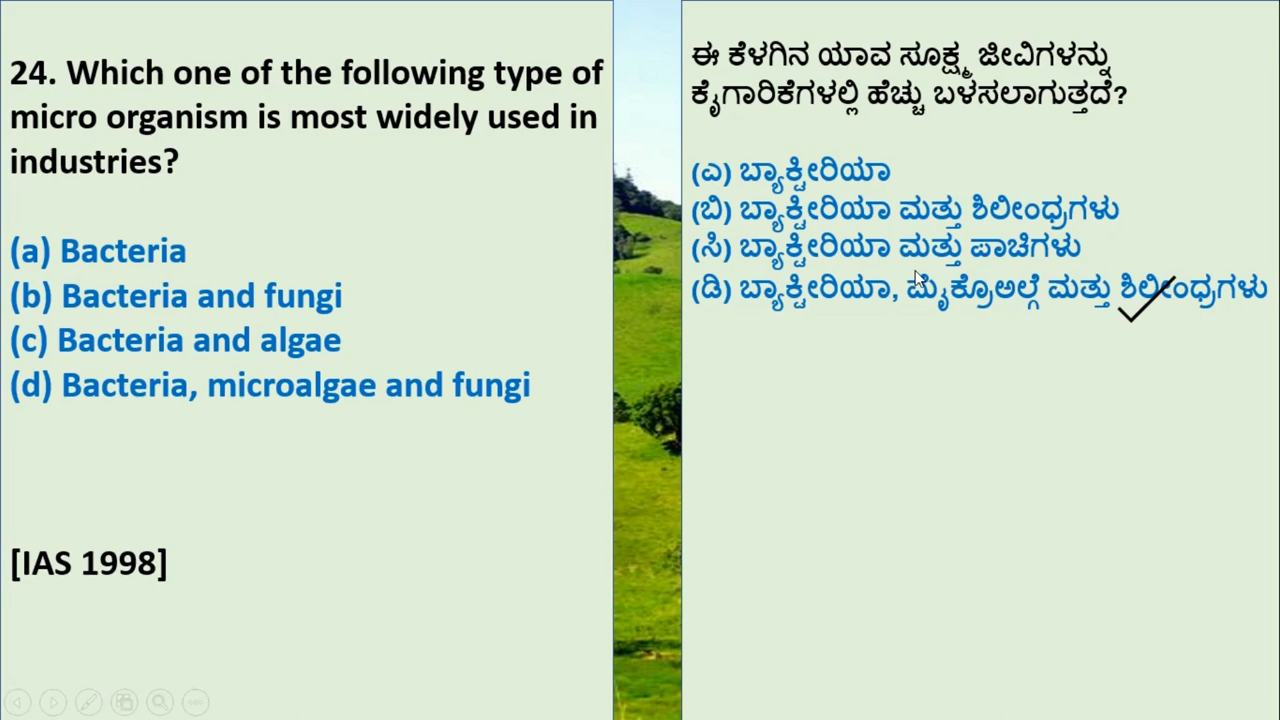 24. Which one of the following type of
micro organism is most widely used in
industries?
(a) Bacteria
(b) Bacteria and fungi
(c) Bacteria and algae
(d) Bacteria, microalgae and fungi
[IAS 1998]
ಈ ಕೆಳಗಿನ ಯಾವ ಸೂಕ್ಷ್ಮ ಜೀವಿಗಳನ್ನು
ಕೈಗಾರಿಕೆಗಳಲ್ಲಿ ಹೆಚ್ಚು ಬಳಸಲಾಗುತ್ತದೆ?
(ಎ) ಬ್ಯಾಕ್ಟೀರಿಯಾ
(ಬಿ) ಬ್ಯಾಕ್ಟೀರಿಯಾ ಮತ್ತು ಶಿಲೀಂಧ್ರಗಳು
(ಸಿ) ಬ್ಯಾಕ್ಟೀರಿಯಾ ಮತ್ತು ಪಾಚಿಗಳು
(ಡಿ) ಬ್ಯಾಕ್ಟೀರಿಯಾ, ಮೈಕ್ರೊಅಲ್ಗೆ ಮತ್ತು ಶಿಲೀಂಧ್ರಗಳು